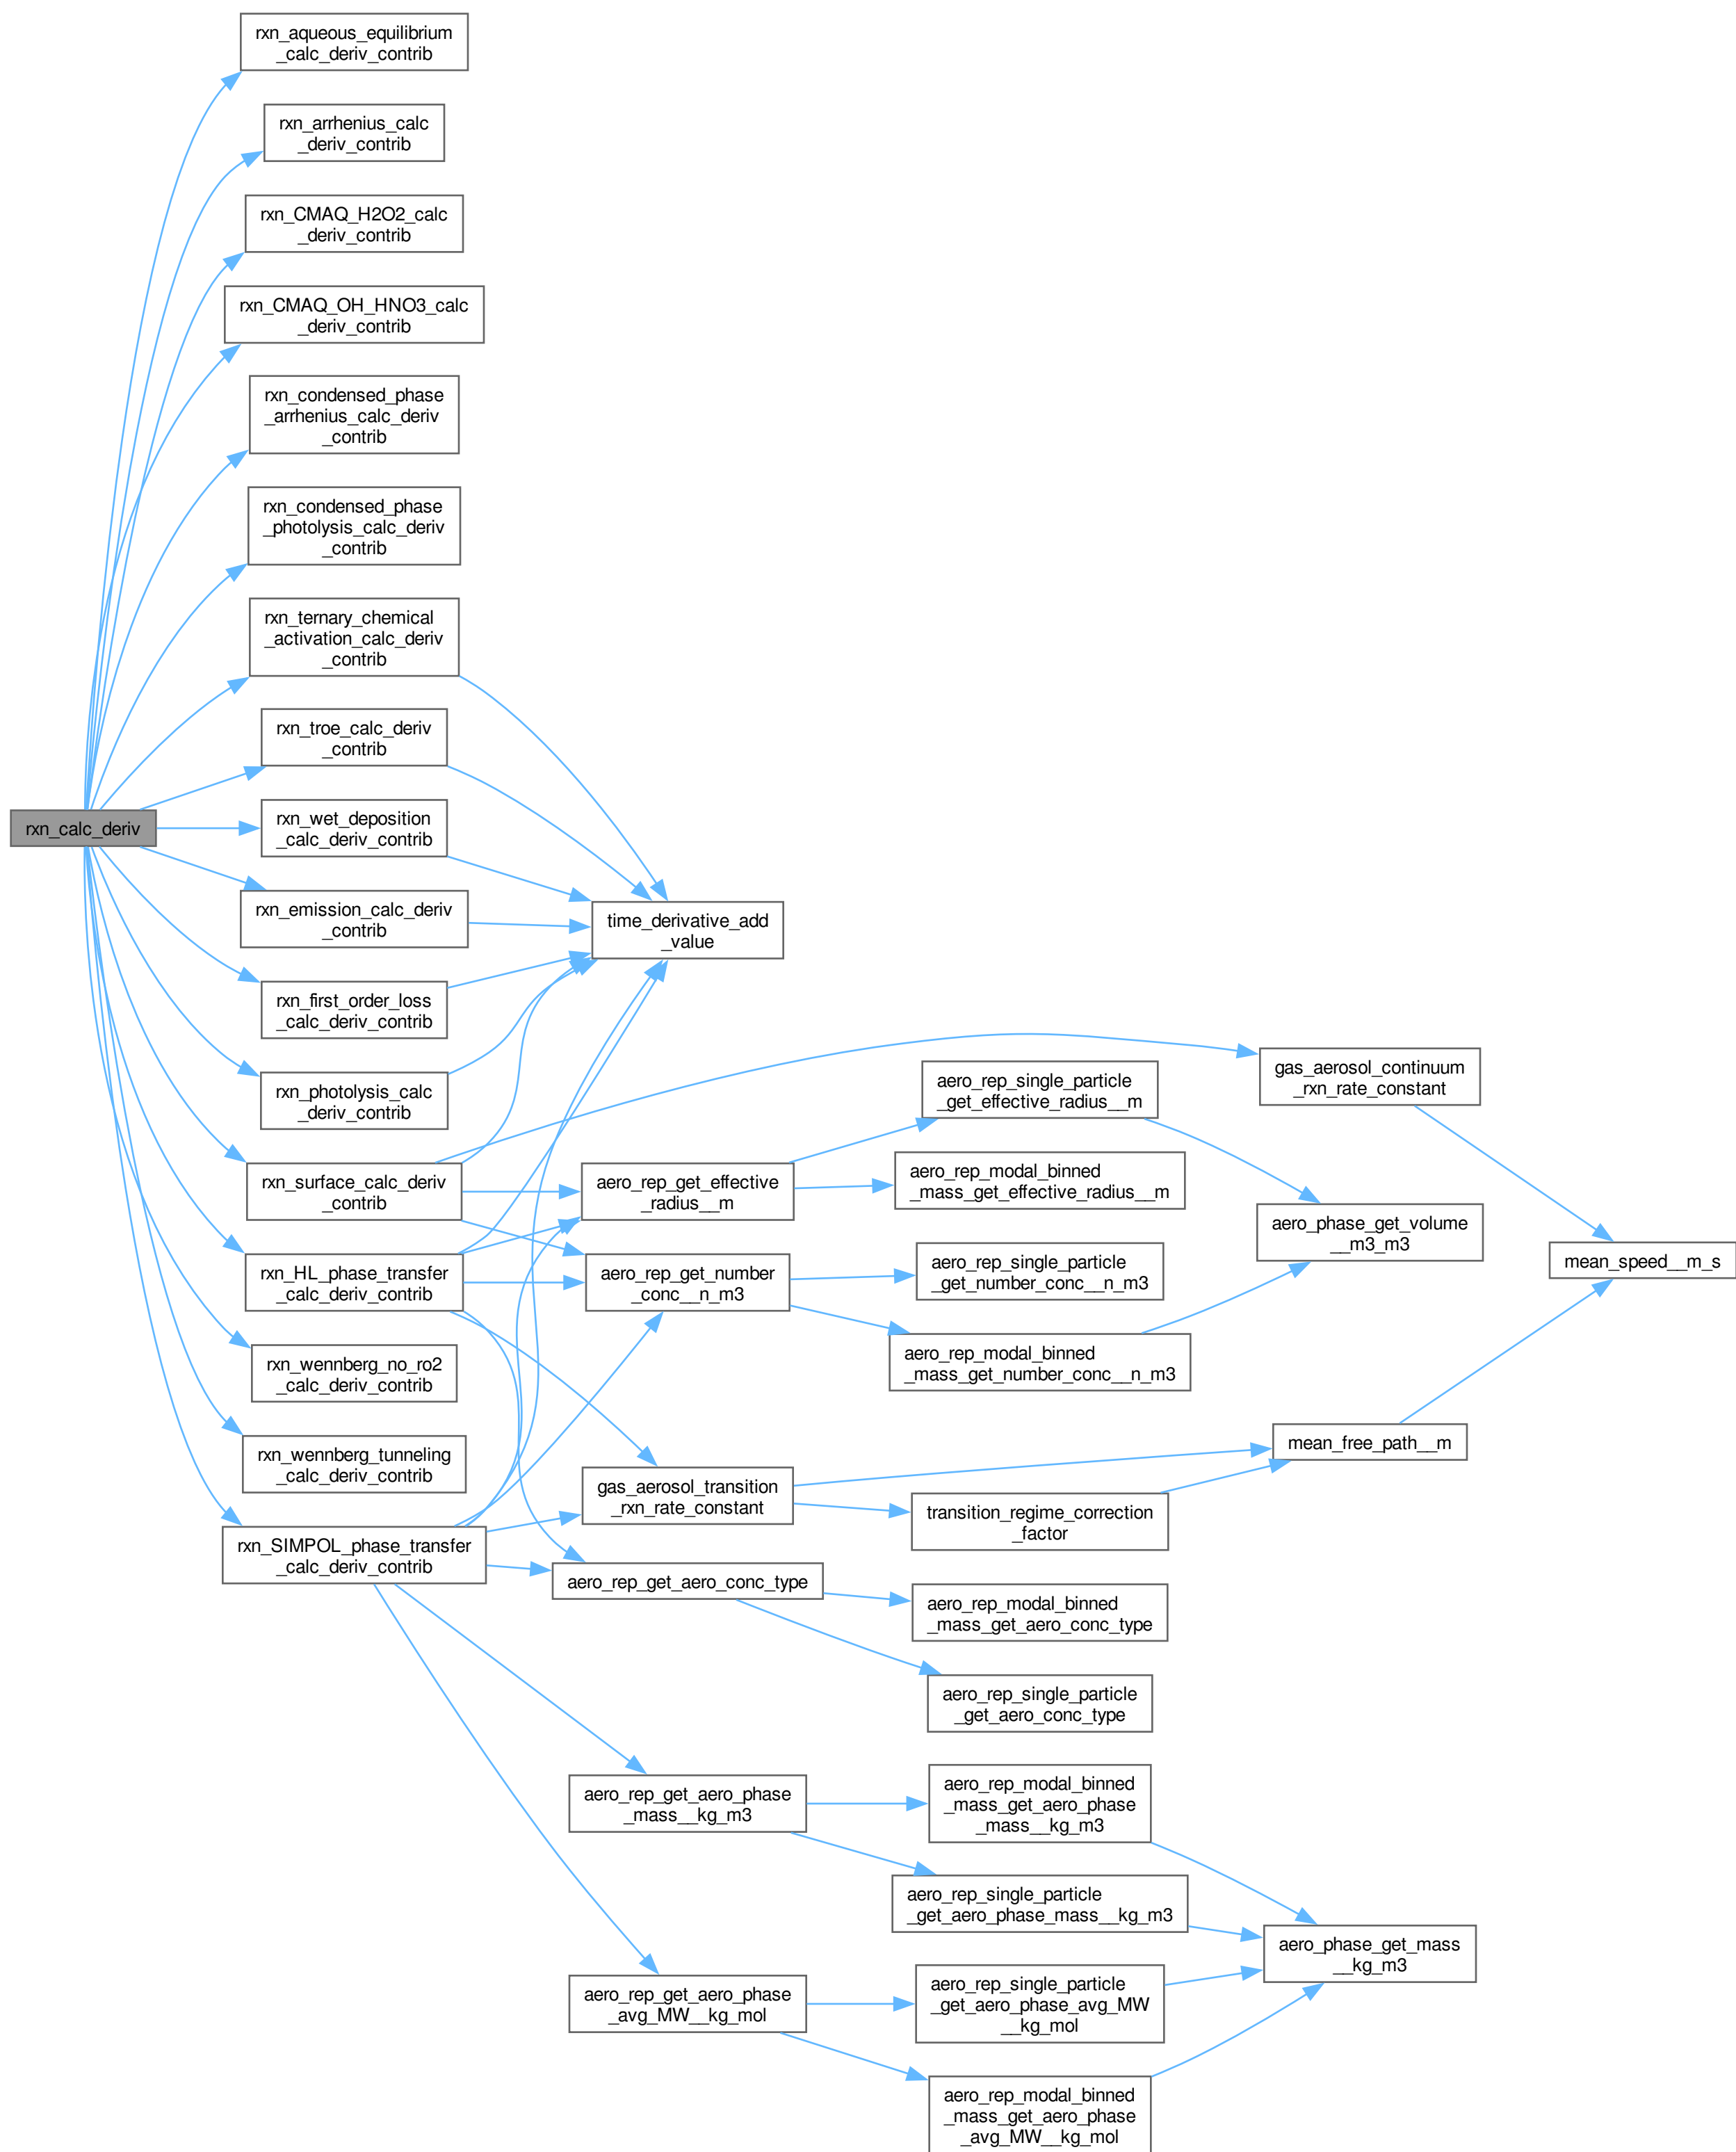 rxn_aqueous_equilibrium
_calc_deriv_contrib
rxn_arrhenius_calc
_deriv_contrib
rxn_CMAQ_H2O2_calc
_deriv_contrib
rxn_CMAQ_OH_HNO3_calc
_deriv_contrib
rxn_condensed_phase
_arrhenius_calc_deriv
_contrib
rxn_condensed_phase
_photolysis_calc_deriv
_contrib
rxn_ternary_chemical
_activation_calc_deriv
_contrib
rxn_troe_calc_deriv
_contrib
rxn_calc_deriv
rxn_wet_deposition
_calc_deriv_contrib
rxn_emission_calc_deriv
_contrib
time_derivative_add
_value
rxn_first_order_loss
_calc_deriv_contrib
rxn_photolysis_calc
_deriv_contrib
gas_aerosol_continuum
_rxn_rate_constant
aero_rep_single_particle
_get_effective_radius__m
rxn_surface_calc_deriv
_contrib
aero_rep_get_effective
_radius__m
aero_rep_modal_binned
_mass_get_effective_radius__m
aero_phase_get_volume
__m3_m3
mean_speed__m_s
rxn_HL_phase_transfer
_calc_deriv_contrib
aero_rep_get_number
_conc__n_m3
aero_rep_single_particle
_get_number_conc__n_m3
aero_rep_modal_binned
_mass_get_number_conc__n_m3
rxn_wennberg_no_ro2
_calc_deriv_contrib
mean_free_path__m
rxn_wennberg_tunneling
_calc_deriv_contrib
gas_aerosol_transition
_rxn_rate_constant
transition_regime_correction
_factor
rxn_SIMPOL_phase_transfer
_calc_deriv_contrib
aero_rep_get_aero_conc_type
aero_rep_modal_binned
_mass_get_aero_conc_type
aero_rep_single_particle
_get_aero_conc_type
aero_rep_get_aero_phase
_mass__kg_m3
aero_rep_modal_binned
_mass_get_aero_phase
_mass__kg_m3
aero_rep_single_particle
_get_aero_phase_mass__kg_m3
aero_phase_get_mass
__kg_m3
aero_rep_get_aero_phase
_avg_MW__kg_mol
aero_rep_single_particle
_get_aero_phase_avg_MW
__kg_mol
aero_rep_modal_binned
_mass_get_aero_phase
_avg_MW__kg_mol